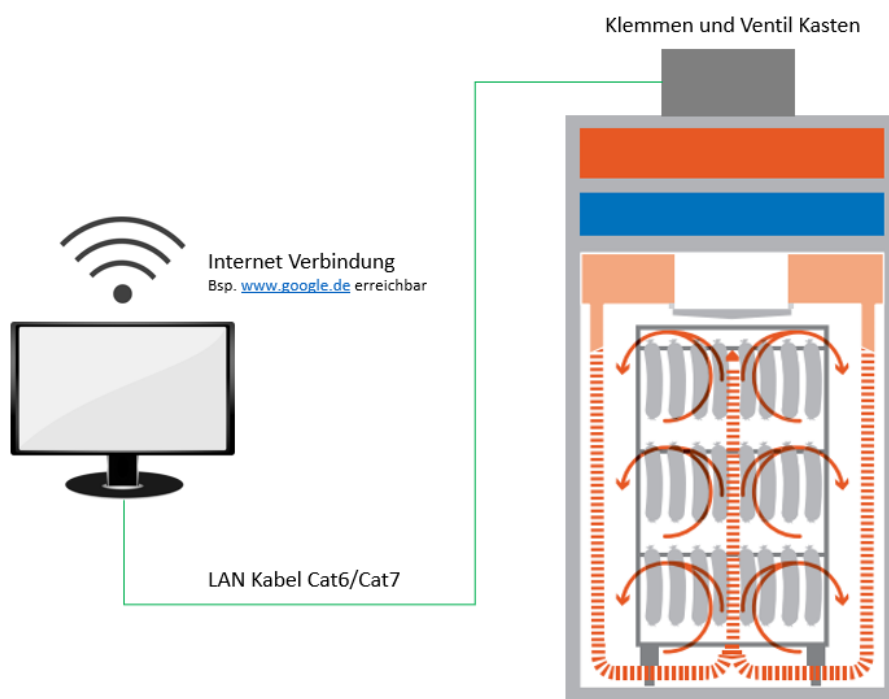 Klemmen und Ventil Kasten
Internet Verbindung
Bsp. www.google.de erreichbar
LAN Kabel Cat6/Cat7